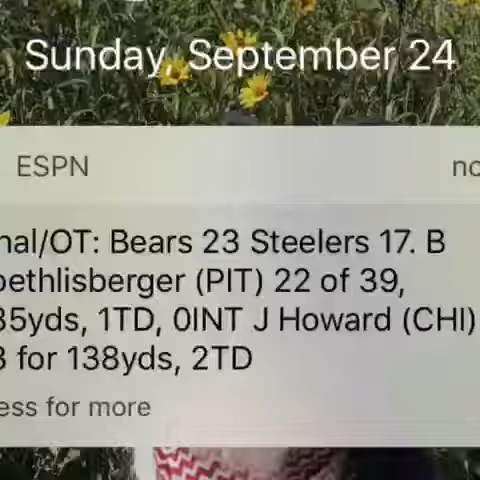 Sunday, September 24
ESPN
nal/OT: Bears 23 Steelers 17. B
oethlisberger (PIT) 22 of 39,
35yds, 1TD, 0INT J Howard (CHI)
3 for 138yds, 2TD
ess for more